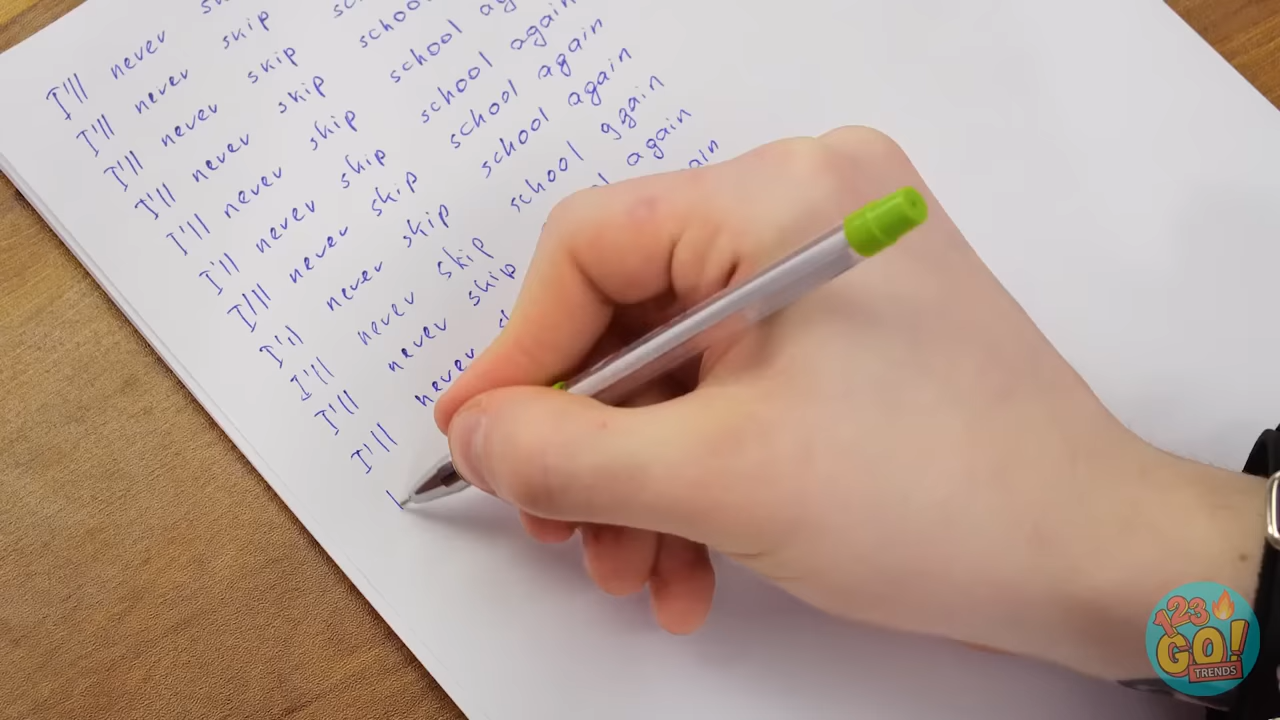 I'll never
I'll never skip
I'll never skip
I'll never skip school
I'll never skip school again
I'll never skip school again
I'll never skip school again
I'll never skip school ggain
I'll never skip again
I'll never skip
I'll never
123 GO!
TRENDS